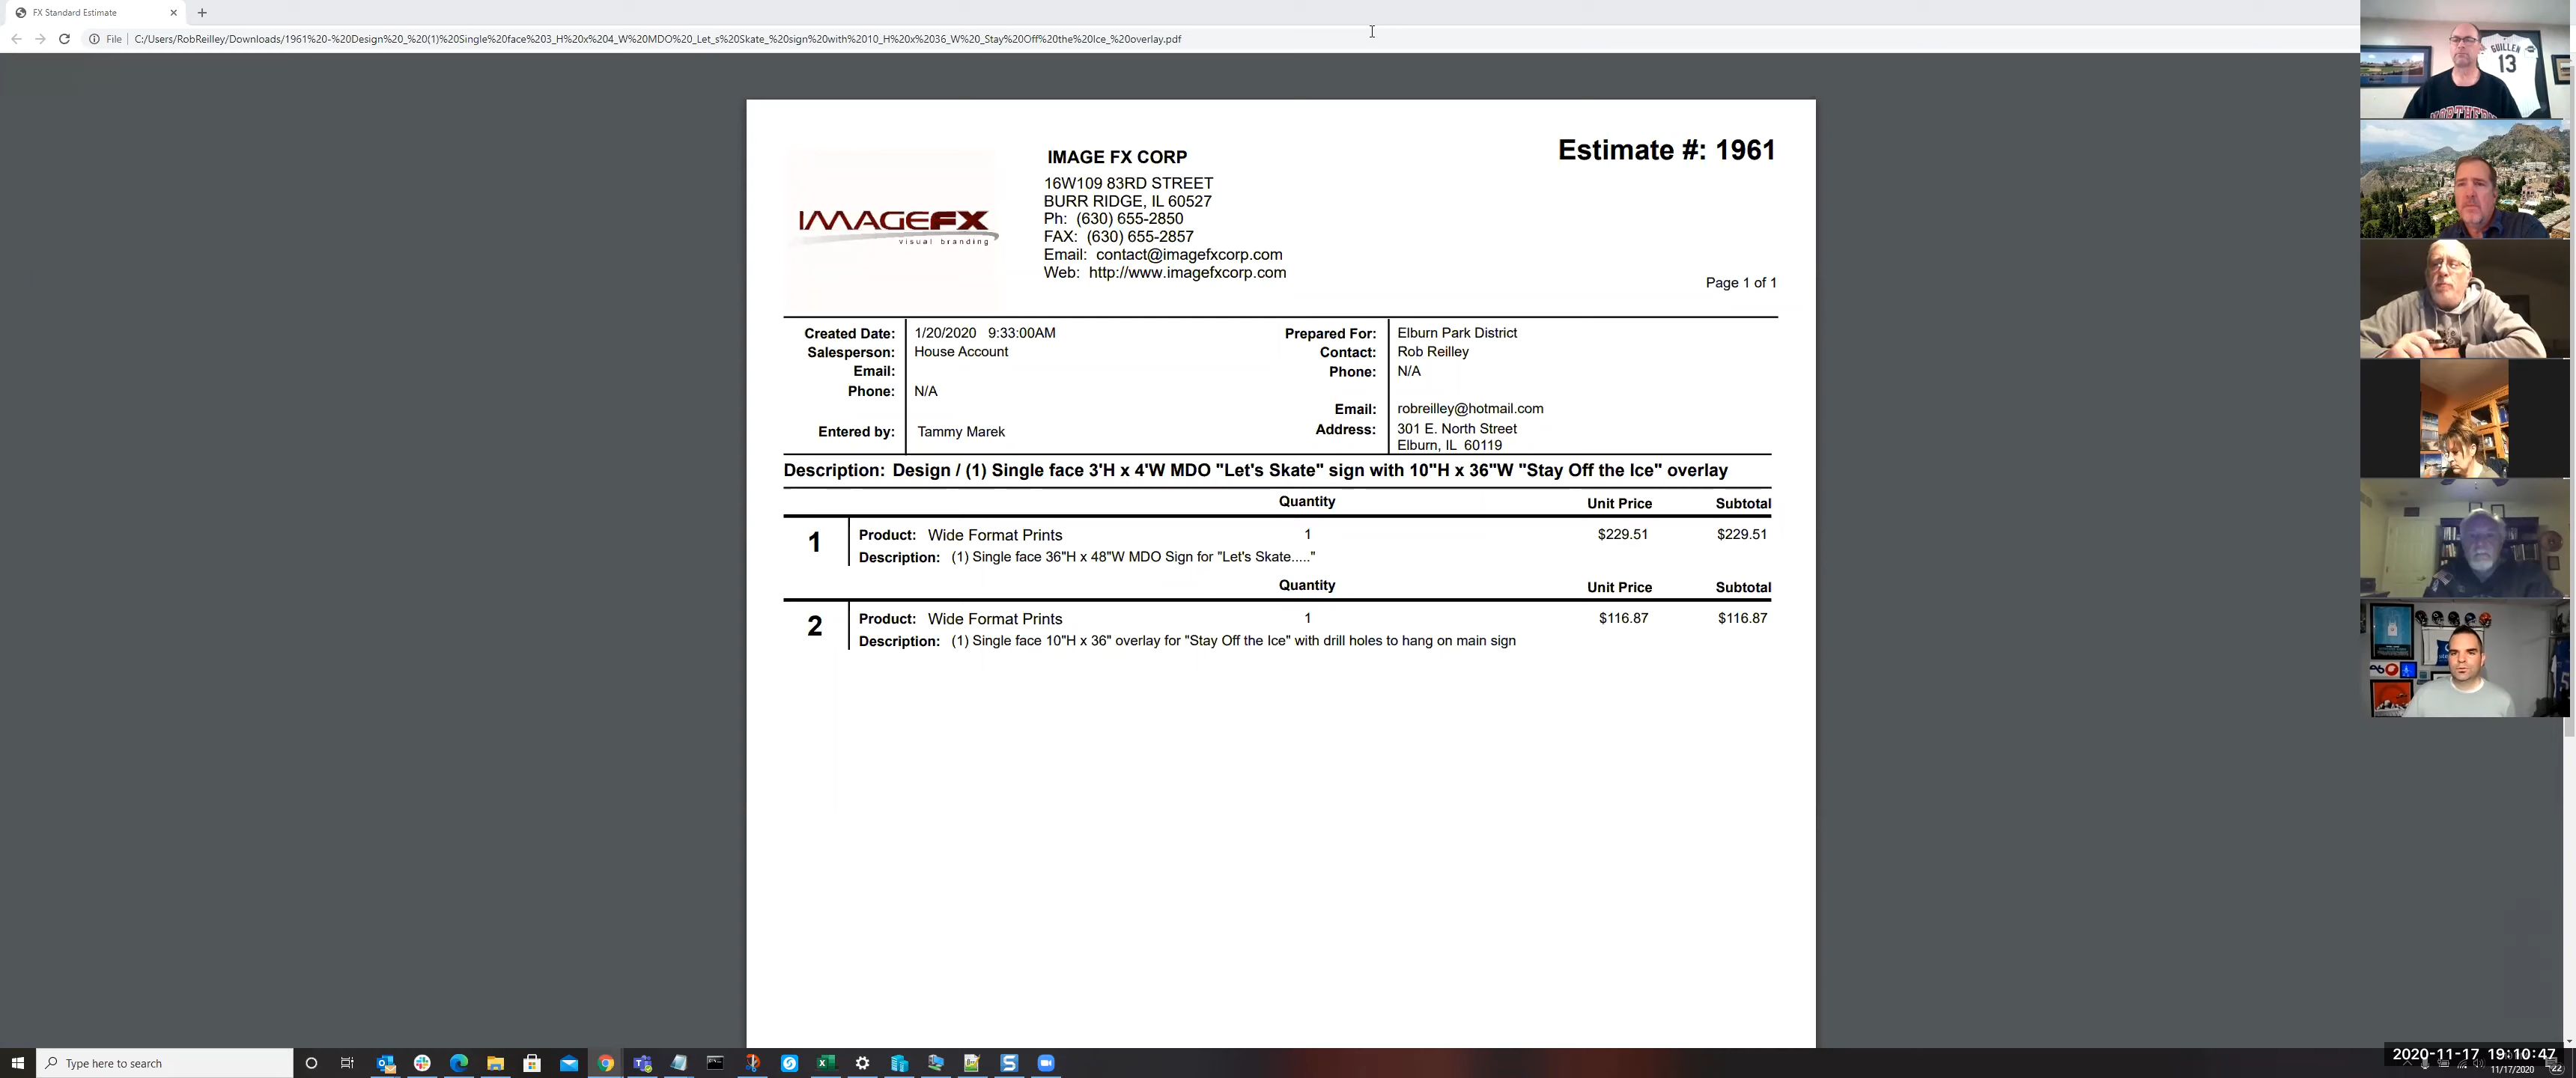 FX Standard Estimate
File C:/Users/RobReilley/Downloads/1961%20-%20Design%20_%20(1)%20Single%20face%203_H%20x%204_W%20MDO%20_Let_s%20Skate_%20sign%20with%2010_H%20x%2036_W%20_Stay%20Off%20the%20Ice_%20overlay.pdf
GUILLEN
13
NORTHERN
IMAGEFX
visual branding
IMAGE FX CORP
16W109 83RD STREET
BURR RIDGE, IL 60527
Ph: (630) 655-2850
FAX: (630) 655-2857
Email: contact@imagefxcorp.com
Web: http://www.imagefxcorp.com
Estimate #: 1961
Page 1 of 1
Created Date: 1/20/2020 9:33:00AM
Salesperson: House Account
Email:
Phone: N/A
Entered by: Tammy Marek
Prepared For: Elburn Park District
Contact: Rob Reilley
Phone: N/A
Email: robreilley@hotmail.com
Address: 301 E. North Street
Elburn, IL 60119
Description: Design / (1) Single face 3'H x 4'W MDO "Let's Skate" sign with 10"H x 36"W "Stay Off the Ice" overlay
Quantity Unit Price Subtotal
1 Product: Wide Format Prints 1 $229.51 $229.51
Description: (1) Single face 36"H x 48"W MDO Sign for "Let's Skate....."
Quantity Unit Price Subtotal
2 Product: Wide Format Prints 1 $116.87 $116.87
Description: (1) Single face 10"H x 36" overlay for "Stay Off the Ice" with drill holes to hang on main sign
Type here to search
2020-11-17 19:10:47
11/17/2020
22